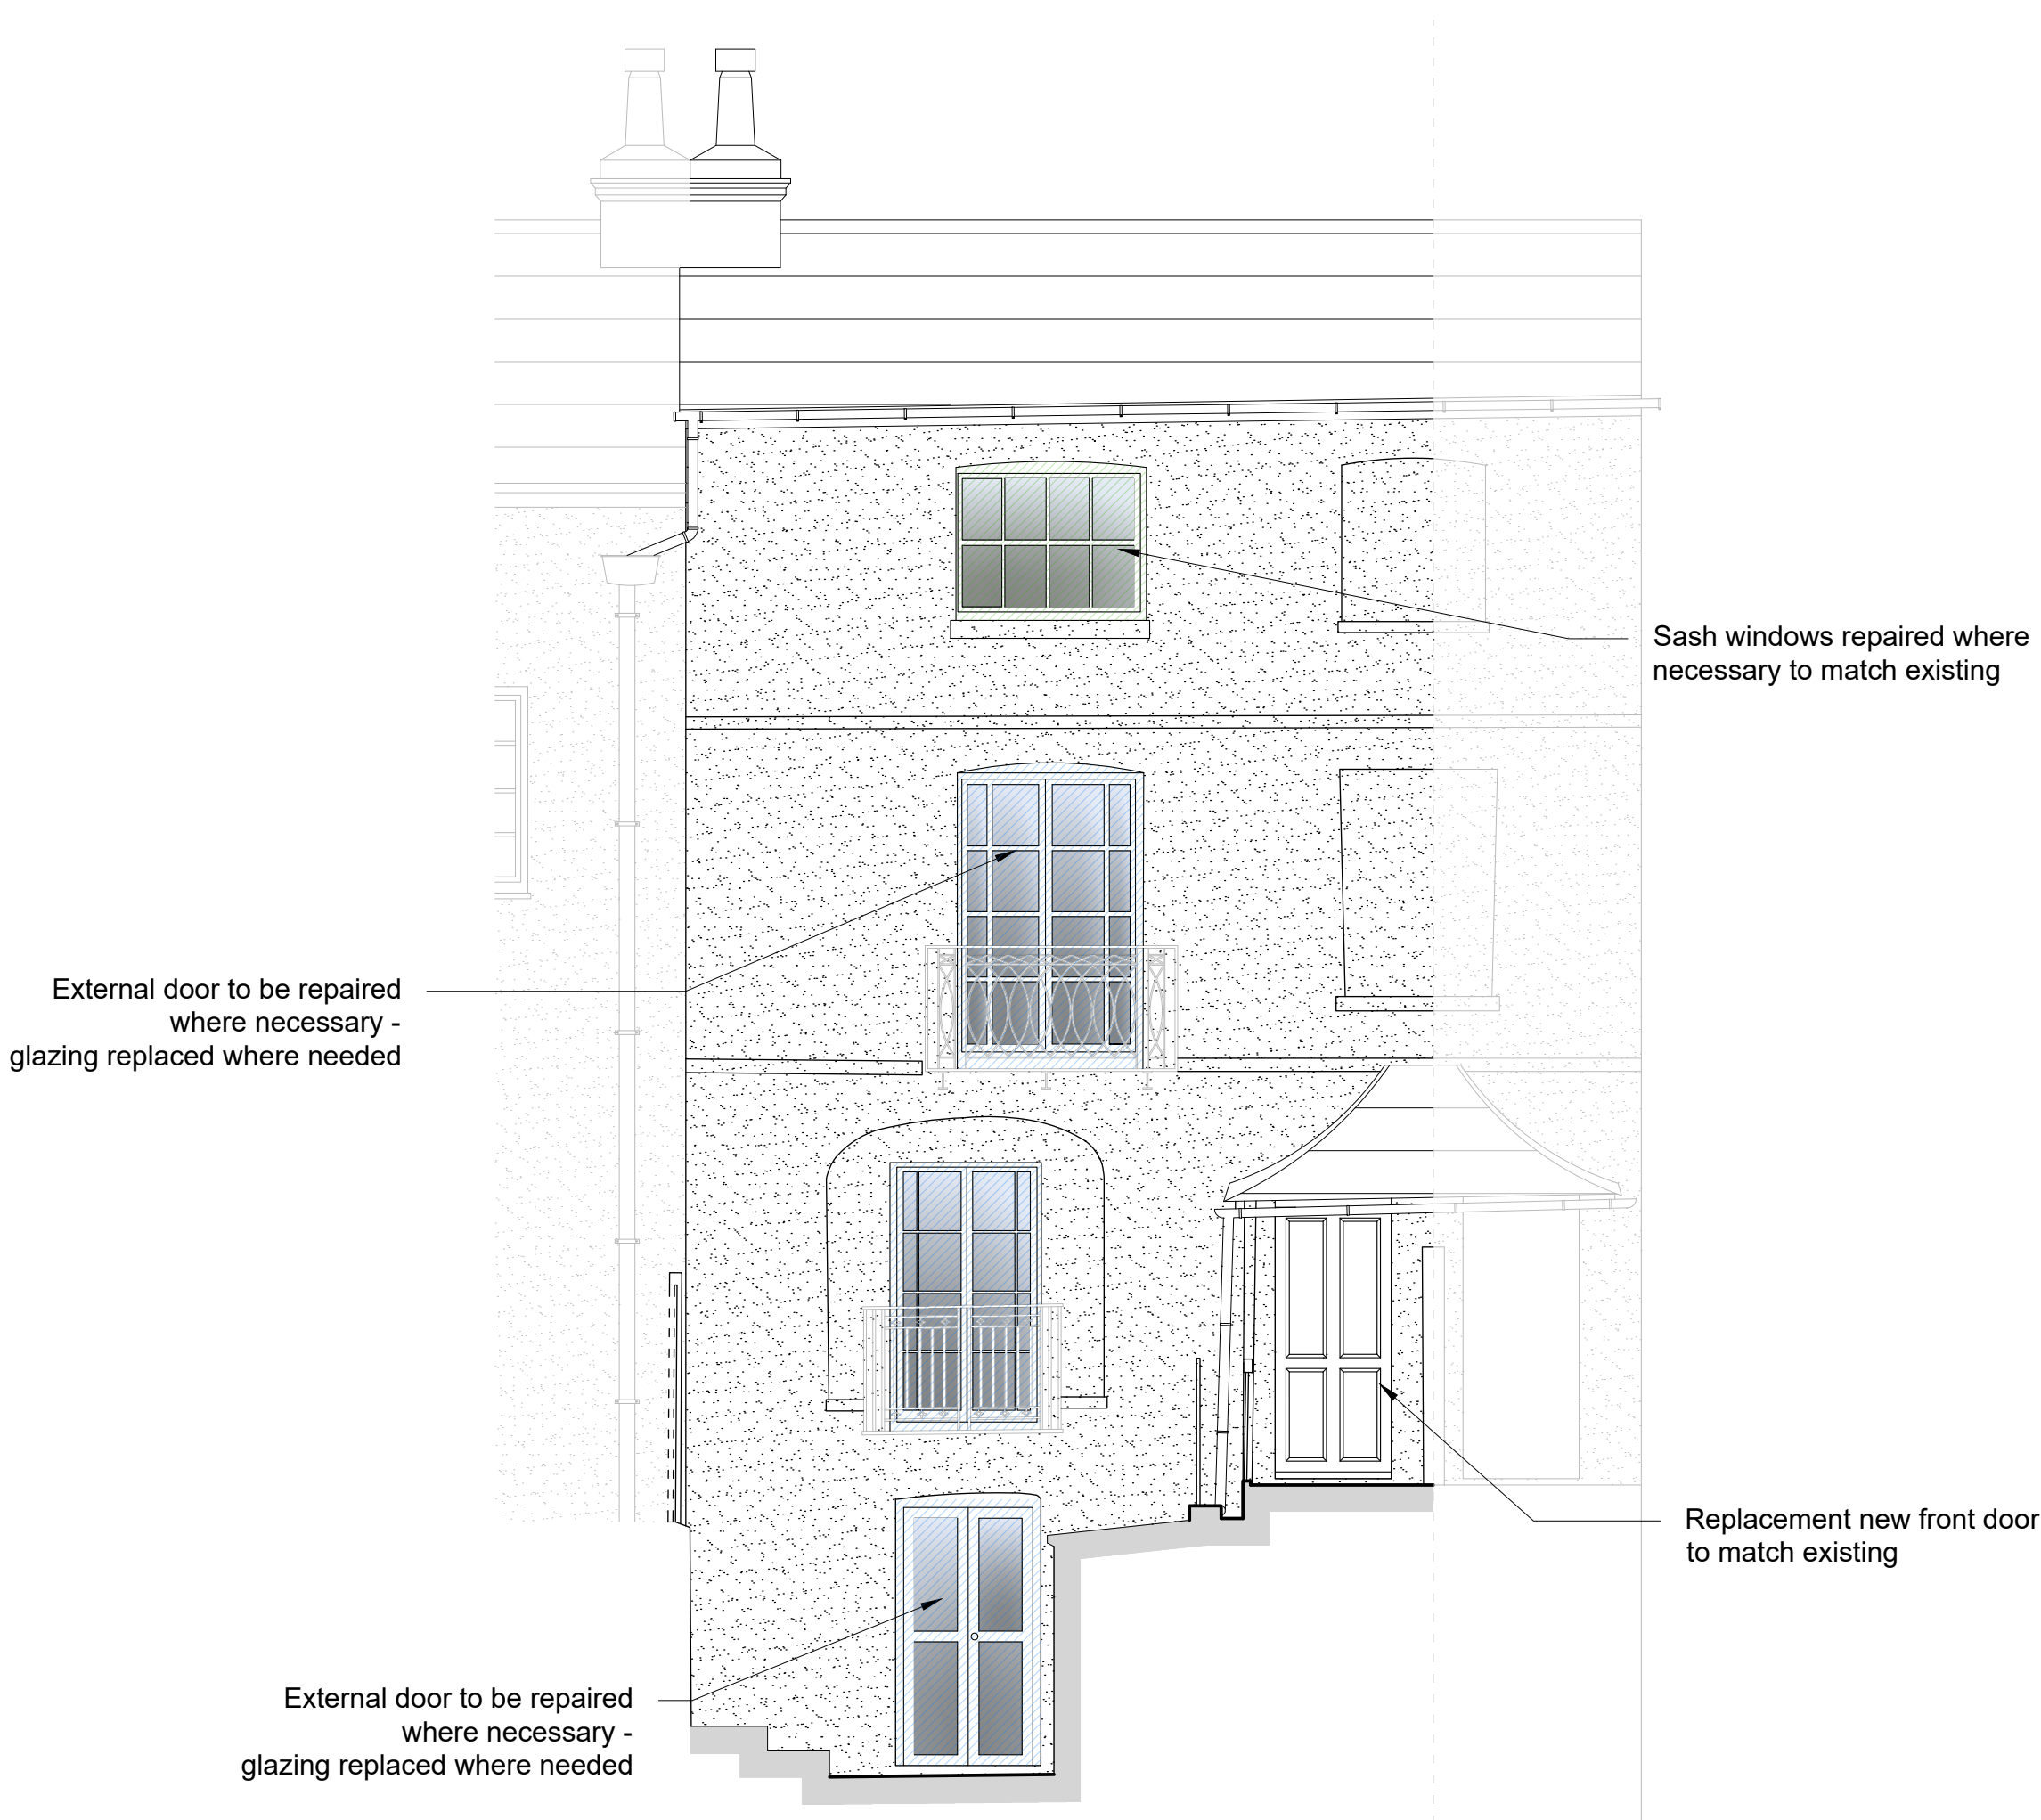 Sash windows repaired where
necessary to match existing
External door to be repaired
where necessary -
glazing replaced where needed
Replacement new front door
to match existing
External door to be repaired
where necessary -
glazing replaced where needed